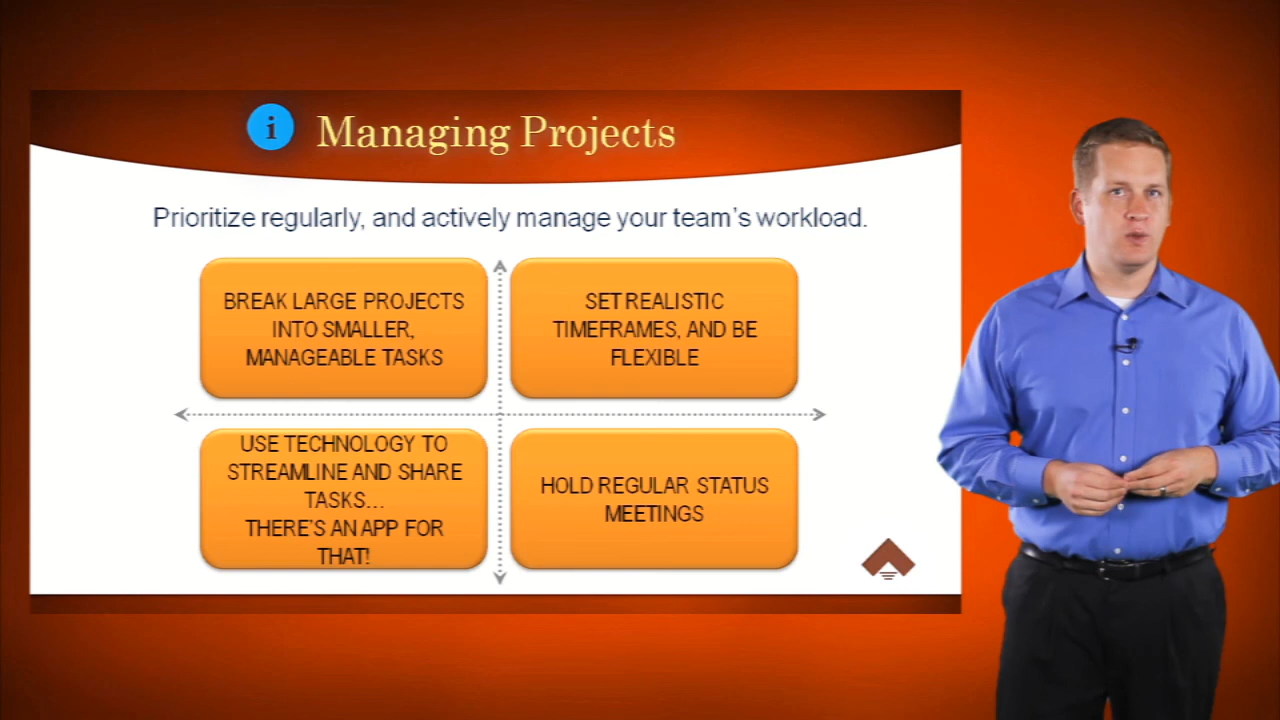 i Managing Projects
Prioritize regularly, and actively manage your team's workload.
BREAK LARGE PROJECTS
INTO SMALLER,
MANAGEABLE TASKS
SET REALISTIC
TIMEFRAMES, AND BE
FLEXIBLE
USE TECHNOLOGY TO
STREAMLINE AND SHARE
TASKS...
THERE'S AN APP FOR
THAT!
HOLD REGULAR STATUS
MEETINGS